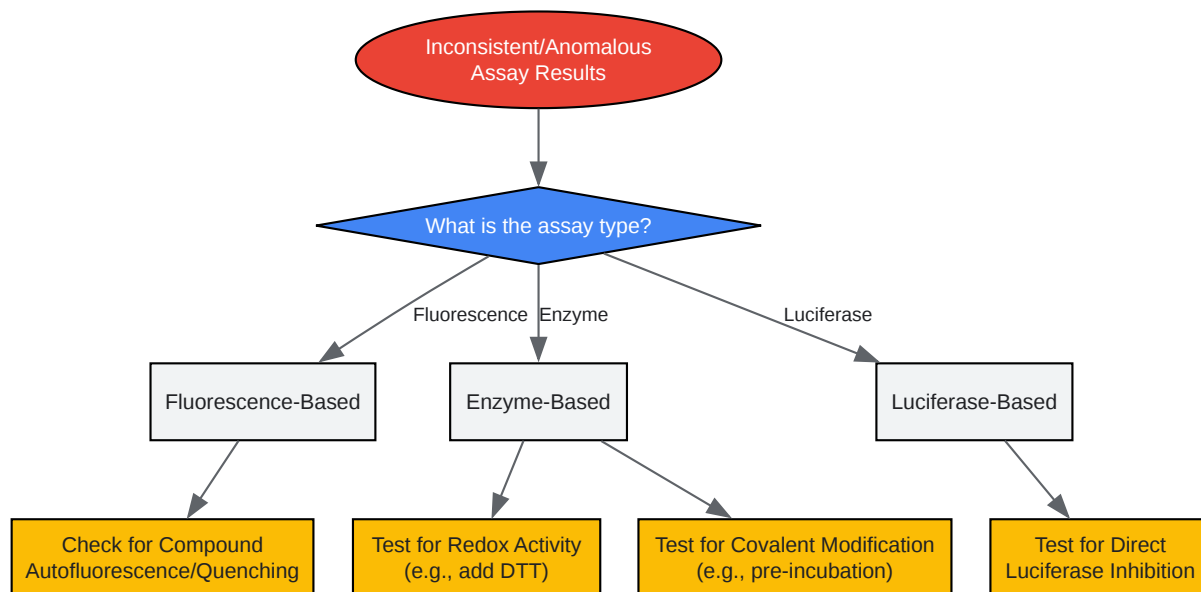 Inconsistent/Anomalous
Assay Results
What is the assay type?
Fluorescence
Enzyme
Luciferase
Fluorescence-Based
Enzyme-Based
Luciferase-Based
Check for Compound
Autofluorescence/Quenching
Test for Redox Activity
(e.g., add DTT)
Test for Covalent Modification
(e.g., pre-incubation)
Test for Direct
Luciferase Inhibition